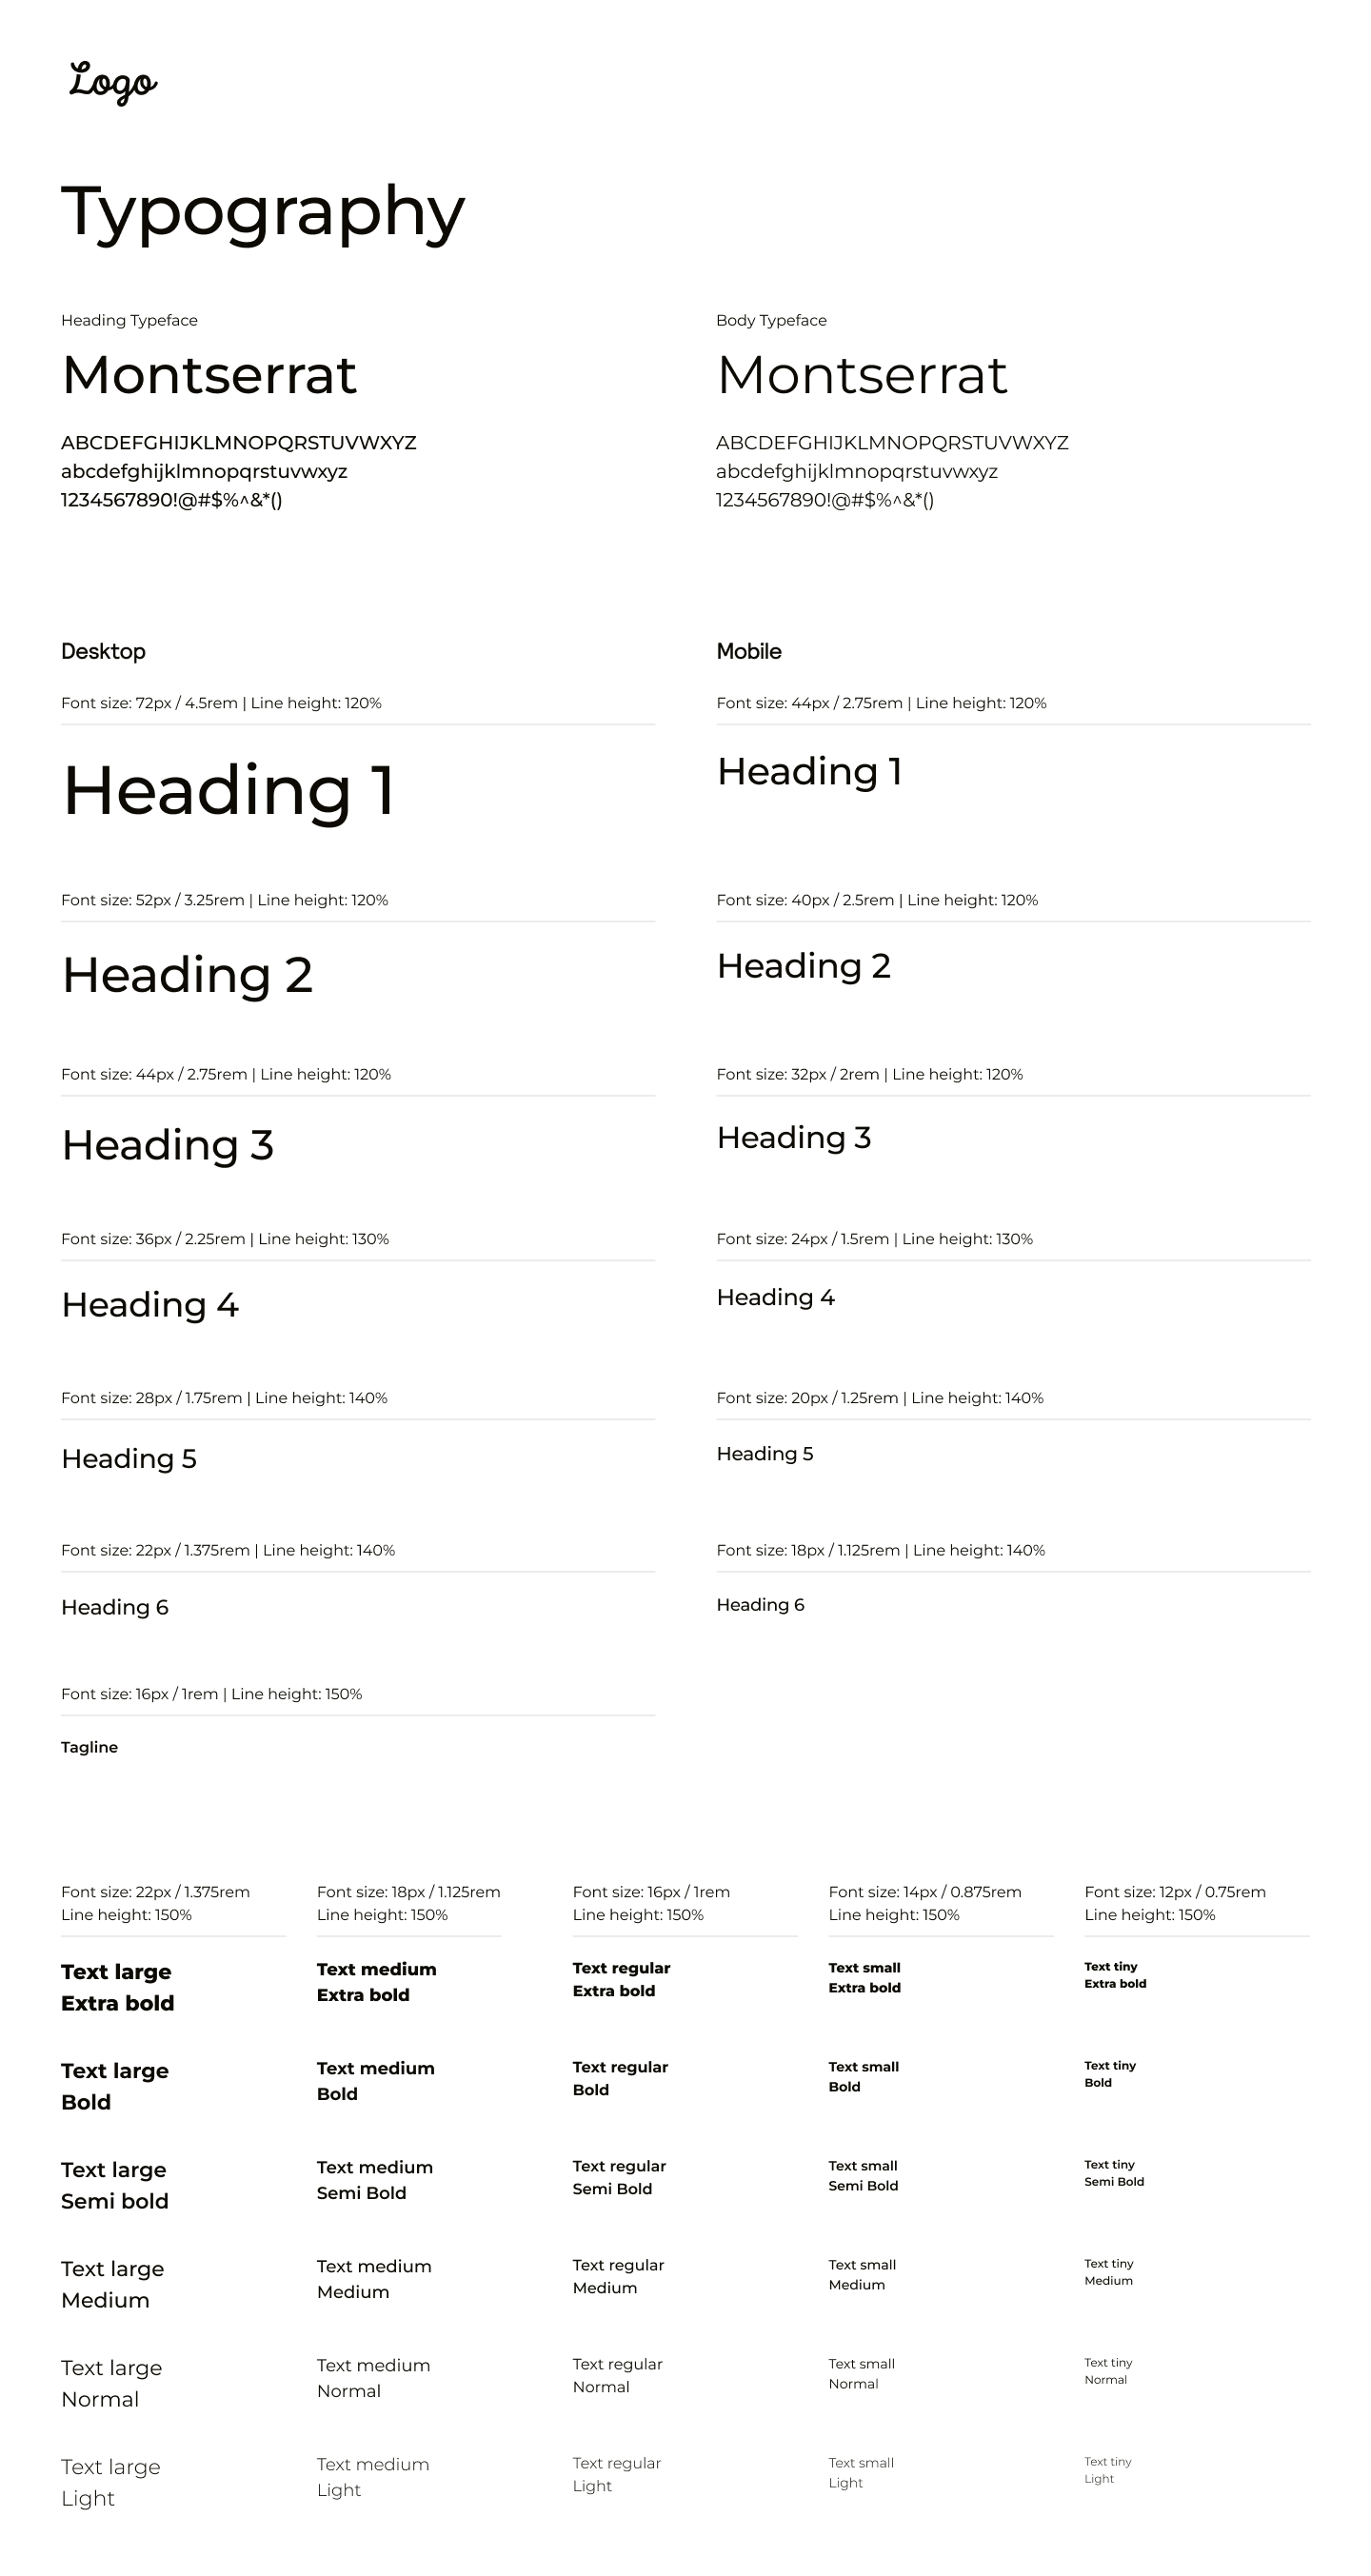 Logo
Typography
Heading Typeface
Montserrat
ABCDEFGHIJKLMNOPQRSTUVWXYZ
abcdefghijklmnopqrstuvwxyz
1234567890!@#$%^&*()
Body Typeface
Montserrat
ABCDEFGHIJKLMNOPQRSTUVWXYZ
abcdefghijklmnopqrstuvwxyz
1234567890!@#$%^&*()
Desktop
Font size: 72px / 4.5rem | Line height: 120%
Heading 1
Font size: 52px / 3.25rem | Line height: 120%
Heading 2
Font size: 44px / 2.75rem | Line height: 120%
Heading 3
Font size: 36px / 2.25rem | Line height: 130%
Heading 4
Font size: 28px / 1.75rem | Line height: 140%
Heading 5
Font size: 22px / 1.375rem | Line height: 140%
Heading 6
Font size: 16px / 1rem | Line height: 150%
Tagline
Mobile
Font size: 44px / 2.75rem | Line height: 120%
Heading 1
Font size: 40px / 2.5rem | Line height: 120%
Heading 2
Font size: 32px / 2rem | Line height: 120%
Heading 3
Font size: 24px / 1.5rem | Line height: 130%
Heading 4
Font size: 20px / 1.25rem | Line height: 140%
Heading 5
Font size: 18px / 1.125rem | Line height: 140%
Heading 6
Font size: 22px / 1.375rem
Line height: 150%
Text large
Extra bold
Text large
Bold
Text large
Semi bold
Text large
Medium
Text large
Normal
Text large
Light
Font size: 18px / 1.125rem
Line height: 150%
Text medium
Extra bold
Text medium
Bold
Text medium
Semi Bold
Text medium
Medium
Text medium
Normal
Text medium
Light
Font size: 16px / 1rem
Line height: 150%
Text regular
Extra bold
Text regular
Bold
Text regular
Semi Bold
Text regular
Medium
Text regular
Normal
Text regular
Light
Font size: 14px / 0.875rem
Line height: 150%
Text small
Extra bold
Text small
Bold
Text small
Semi Bold
Text small
Medium
Text small
Normal
Text small
Light
Font size: 12px / 0.75rem
Line height: 150%
Text tiny
Extra bold
Text tiny
Bold
Text tiny
Semi Bold
Text tiny
Medium
Text tiny
Normal
Text tiny
Light